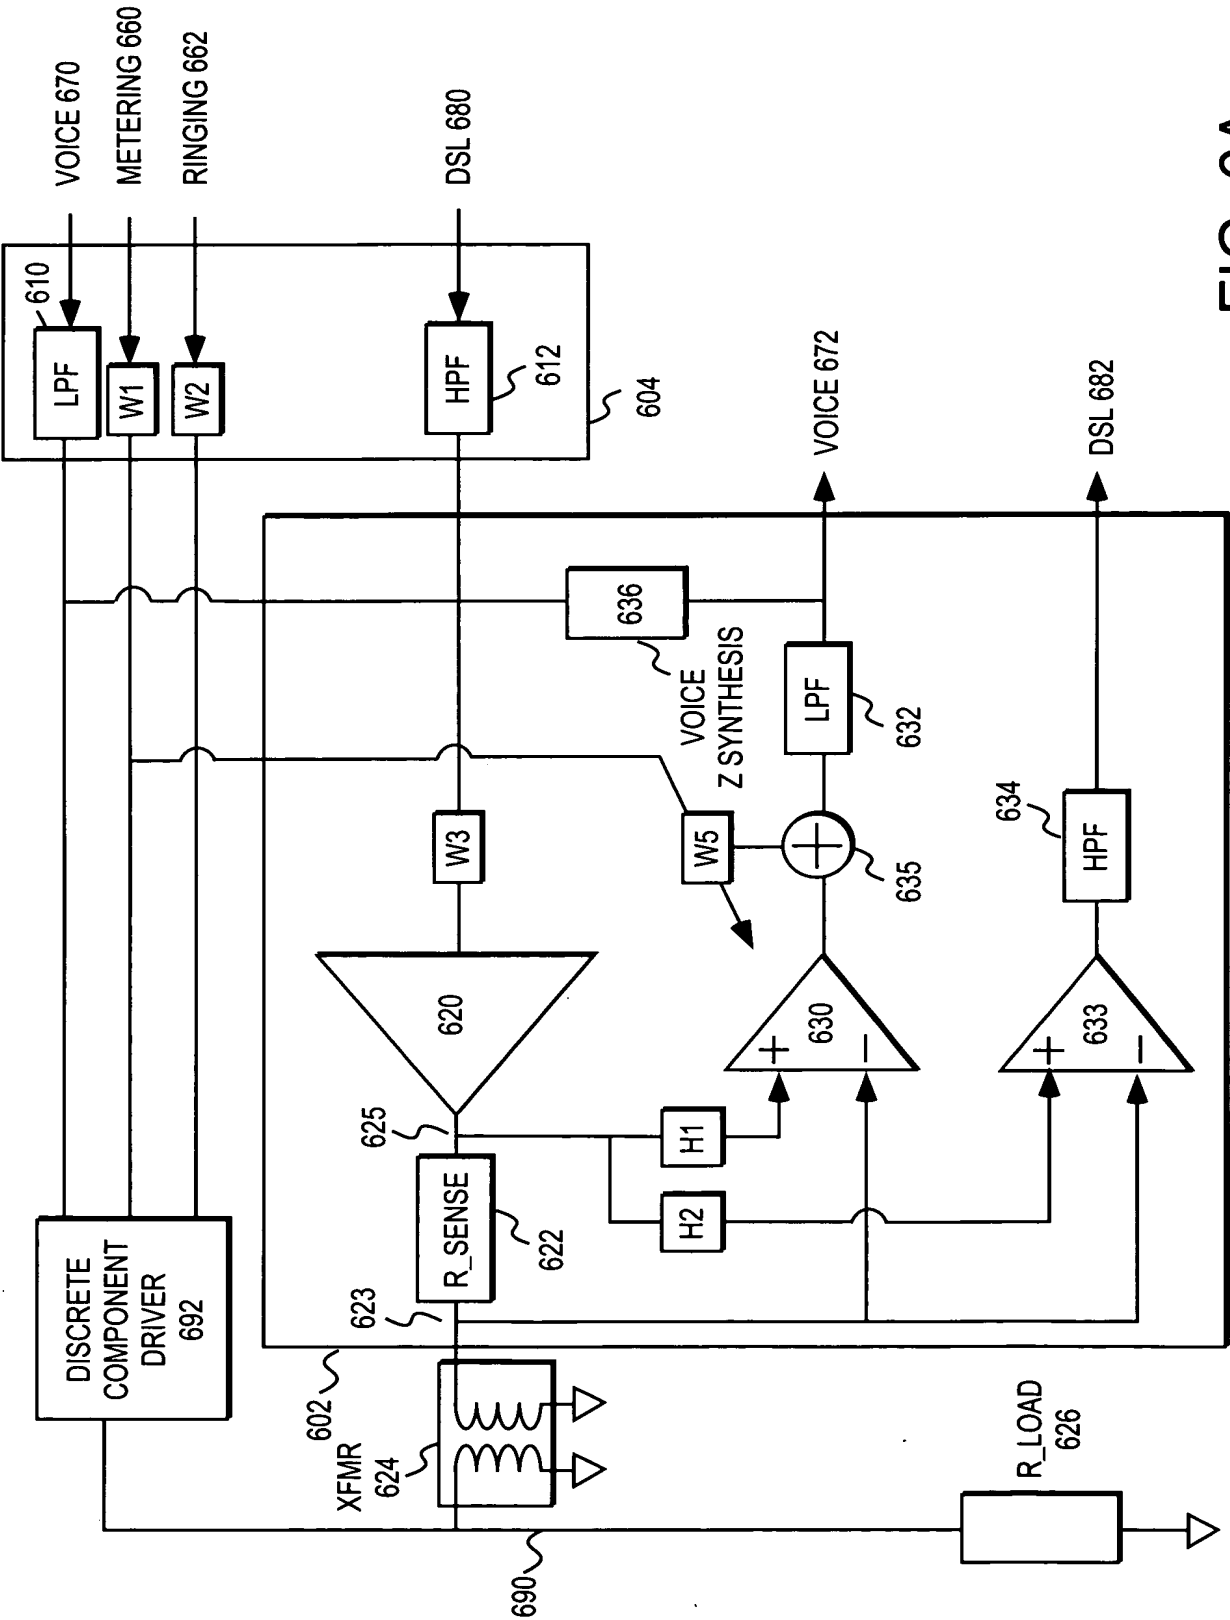 VOICE 670
METERING 660
RINGING 662
DSL 680
610
LPF
W1
W2
HPF
612
604
VOICE 672
DSL 682
636
VOICE
Z SYNTHESIS
LPF
632
W3
W5
635
634
HPF
620
+
630
−
+
633
−
625
H1
H2
R_SENSE
622
623
DISCRETE
COMPONENT
DRIVER
692
602
XFMR
624
R_LOAD
626
690